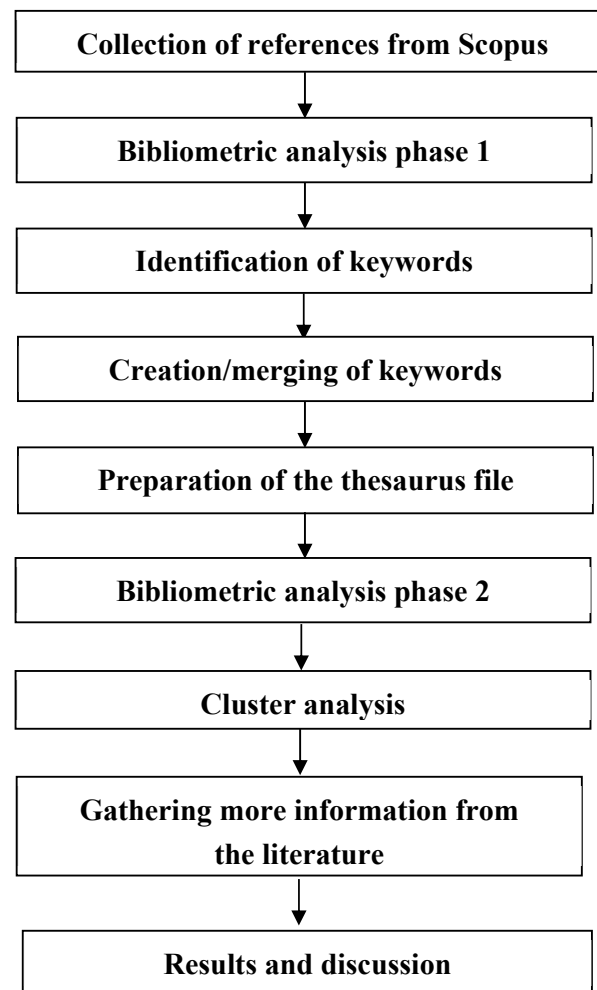 Collection of references from Scopus
Bibliometric analysis phase 1
Identification of keywords
Creation/merging of keywords
Preparation of the thesaurus file
Bibliometric analysis phase 2
Cluster analysis
Gathering more information from
the literature
Results and discussion